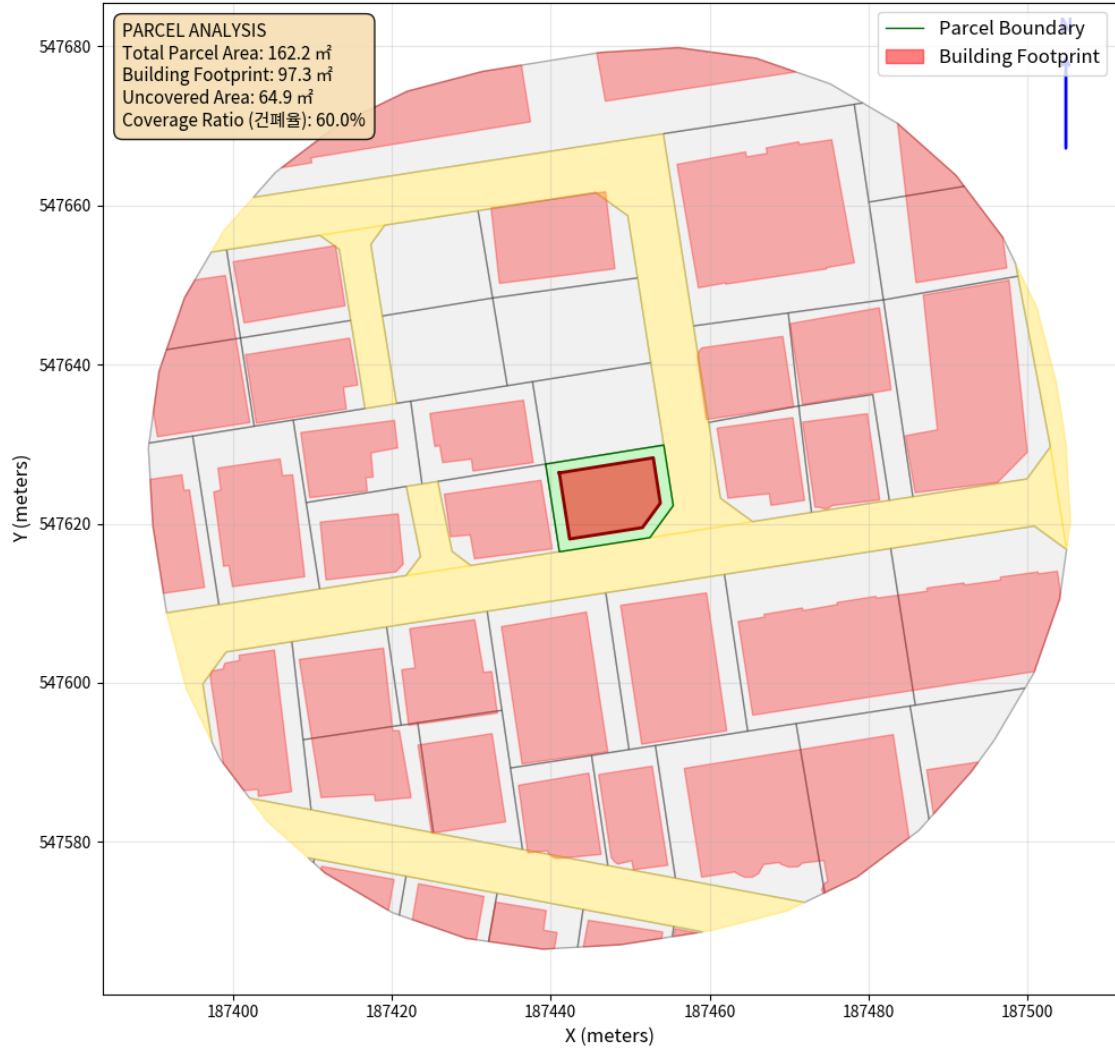 PARCEL ANALYSIS
Total Parcel Area: 162.2 ㎡
Building Footprint: 97.3 ㎡
Uncovered Area: 64.9 ㎡
Coverage Ratio (건폐율): 60.0%
Parcel Boundary
Building Footprint
N
547680
547660
547640
547620
547600
547580
Y (meters)
187400
187420
187440
187460
187480
187500
X (meters)